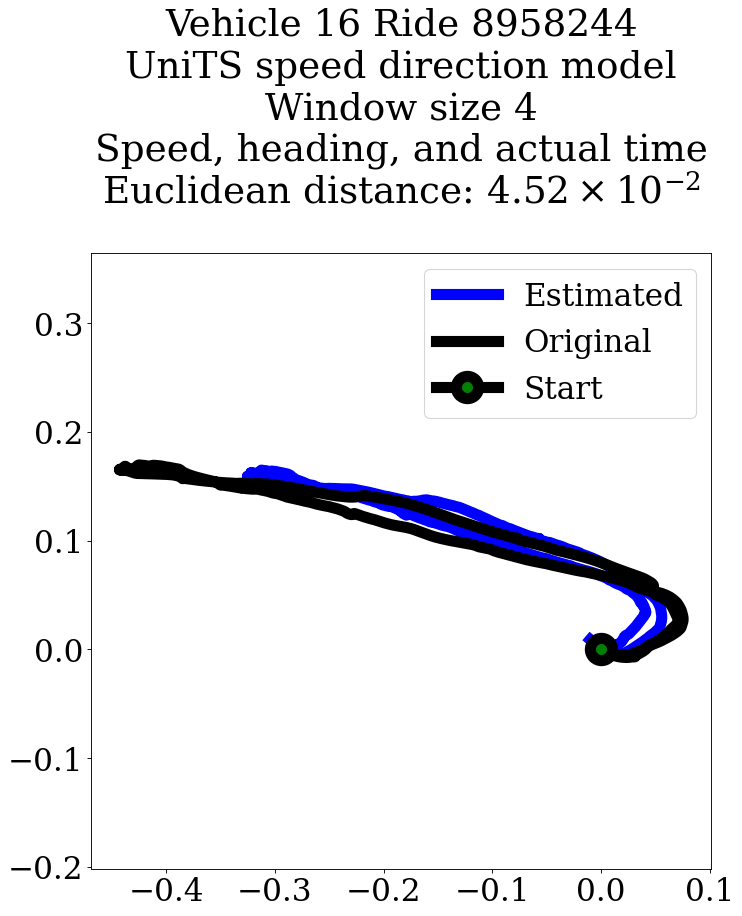 Vehicle 16 Ride 8958244
UniTS speed direction model
Window size 4
Speed, heading, and actual time
Euclidean distance: 4.52 × 10⁻²
Estimated
Original
Start
0.3
0.2
0.1
0.0
−0.1
−0.2
−0.4 −0.3 −0.2 −0.1 0.0 0.1